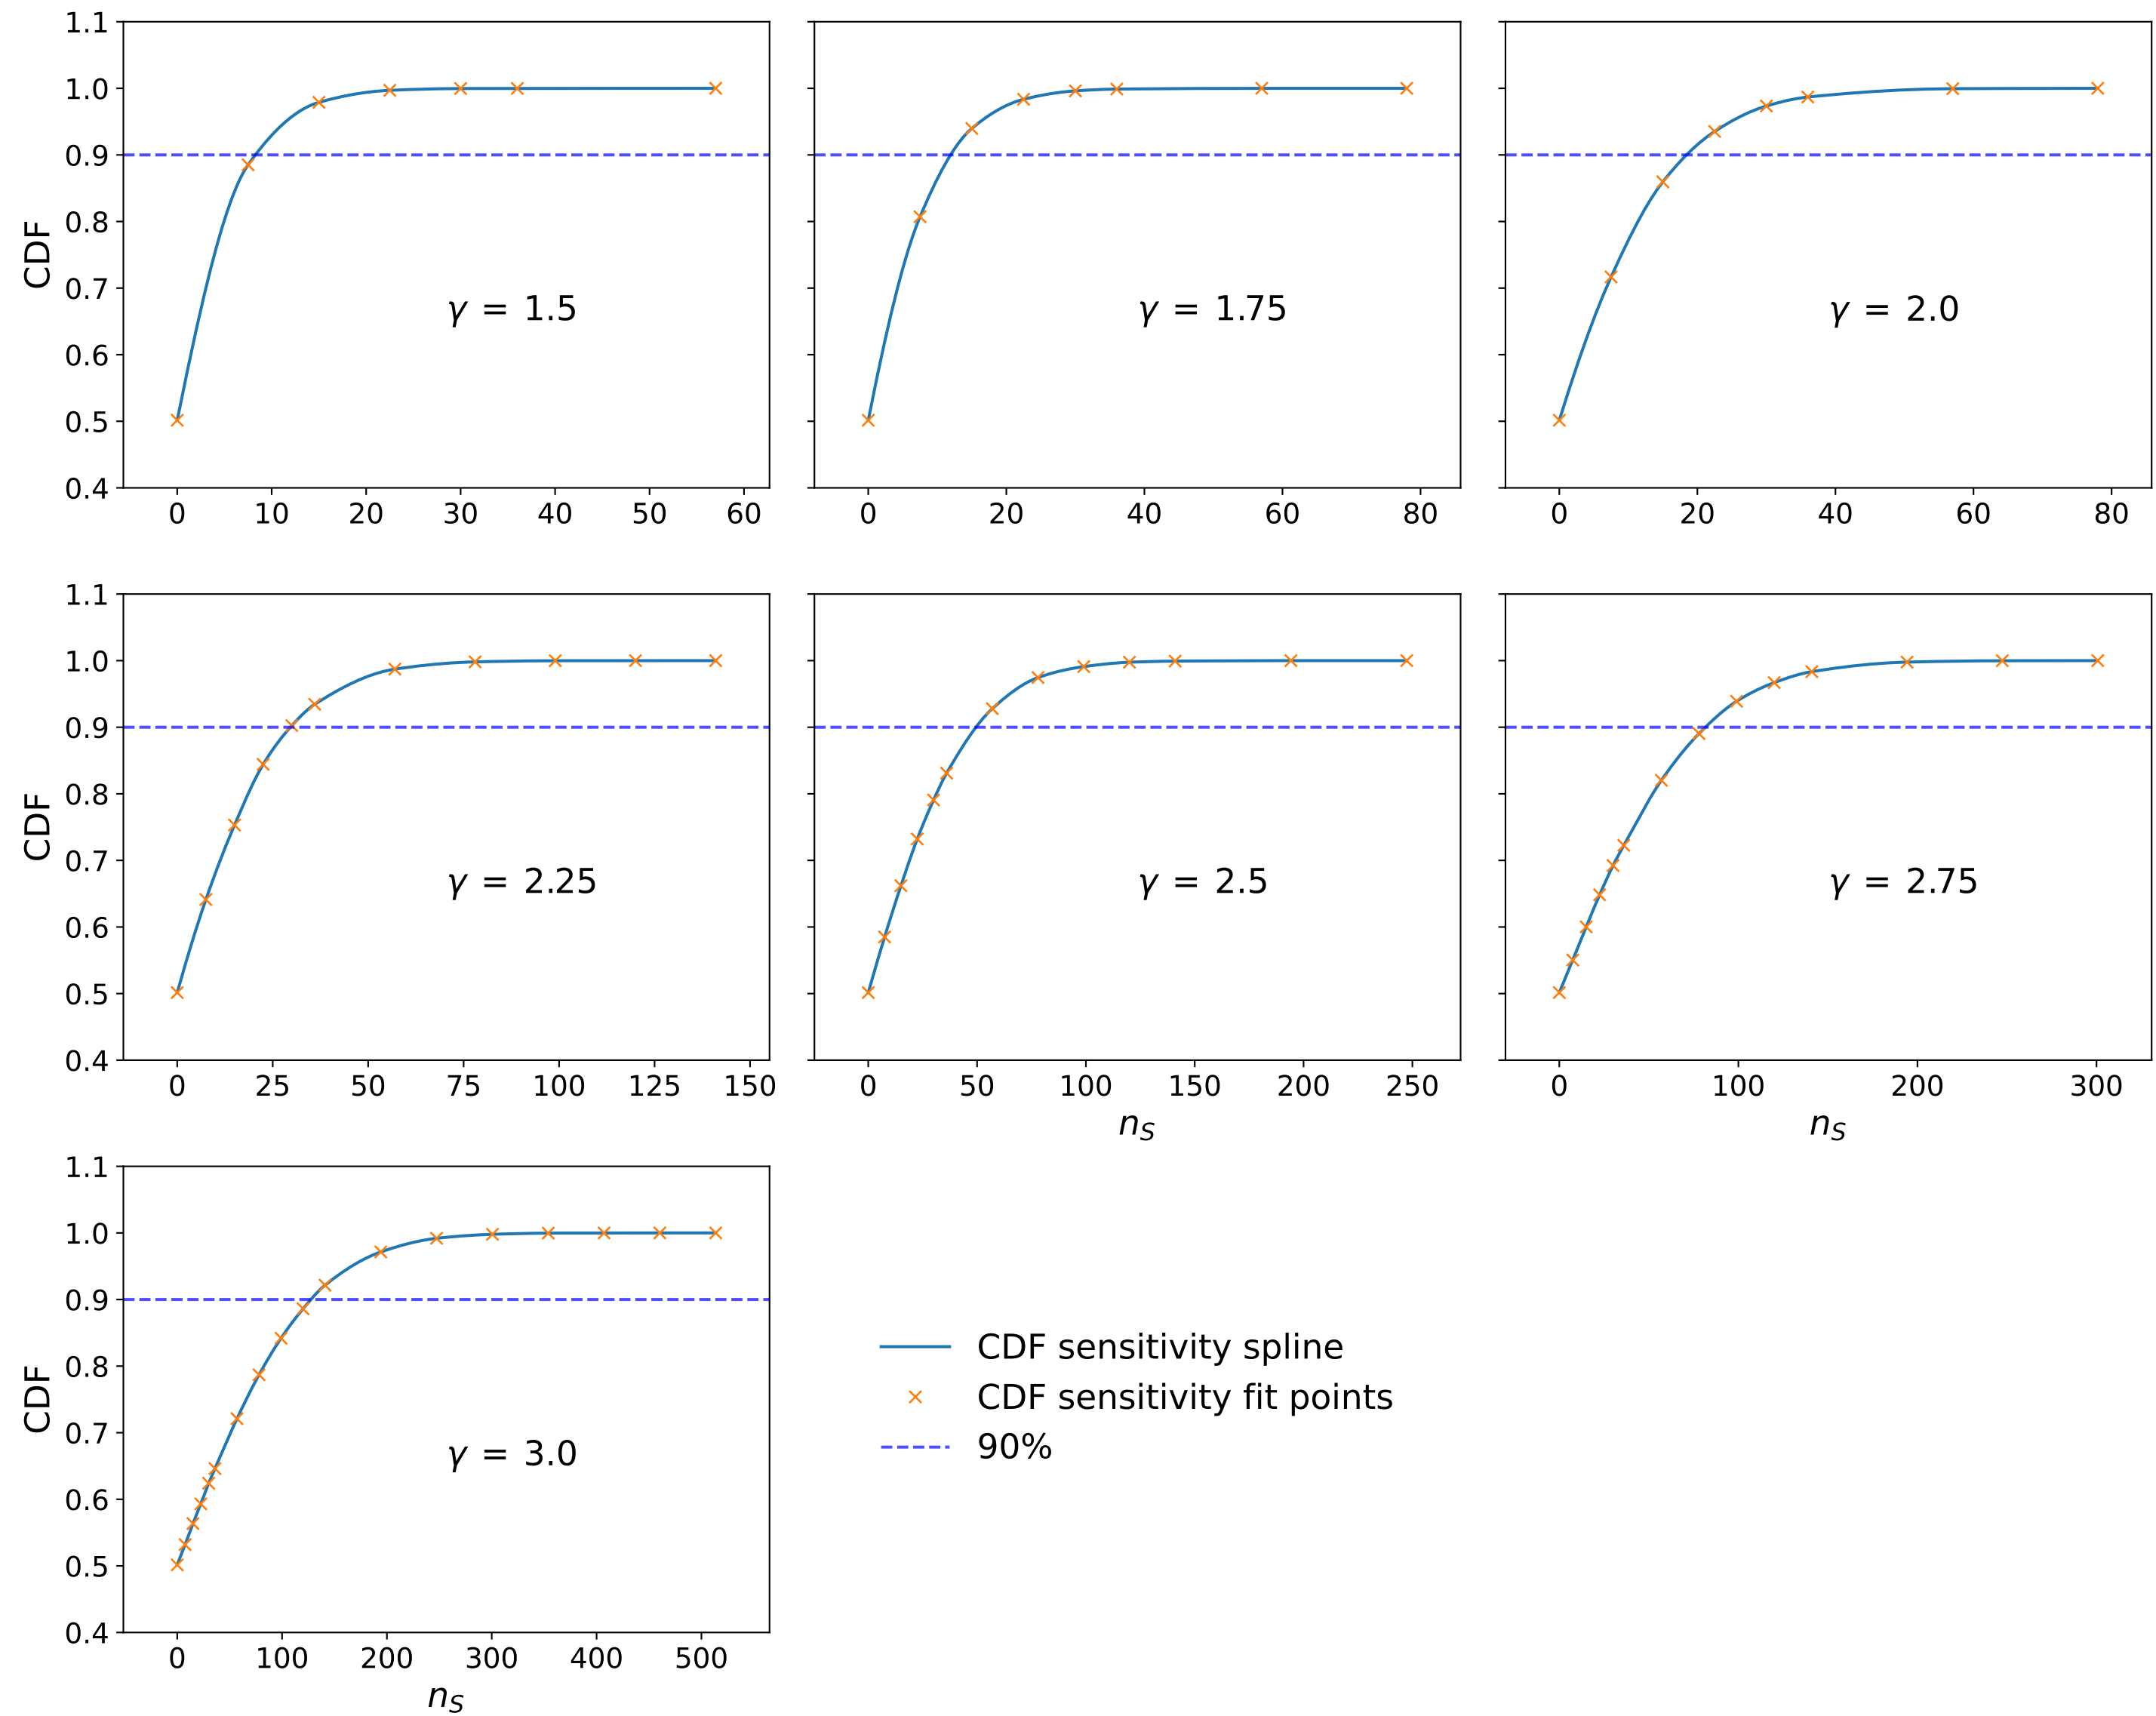 1.1
1.0
0.9
0.8
0.7
0.6
0.5
0.4
CDF
γ = 1.5
0 10 20 30 40 50 60
γ = 1.75
0 20 40 60 80
γ = 2.0
0 20 40 60 80
1.1
1.0
0.9
0.8
0.7
0.6
0.5
0.4
CDF
γ = 2.25
0 25 50 75 100 125 150
γ = 2.5
0 50 100 150 200 250
n_S
γ = 2.75
0 100 200 300
n_S
1.1
1.0
0.9
0.8
0.7
0.6
0.5
0.4
CDF
γ = 3.0
0 100 200 300 400 500
n_S
CDF sensitivity spline
CDF sensitivity fit points
90%